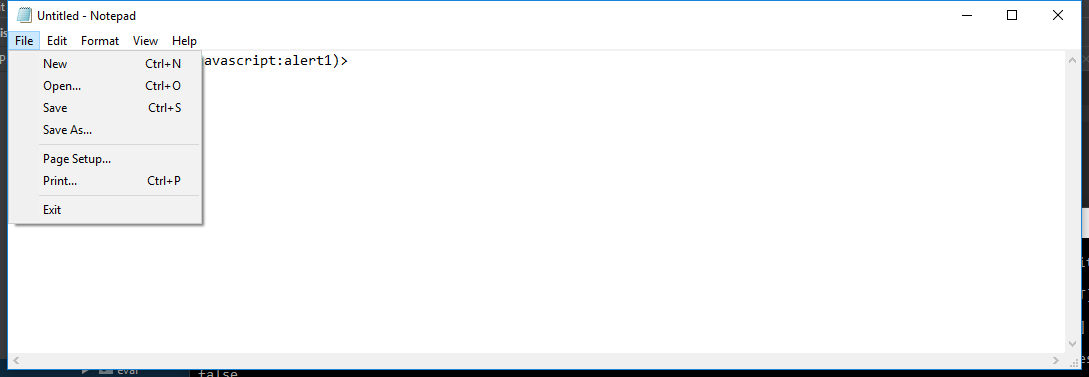 Untitled - Notepad
File Edit Format View Help
New Ctrl+N
avascript:alert1)>
Open... Ctrl+O
Save Ctrl+S
Save As...
Page Setup...
Print... Ctrl+P
Exit
eval
false